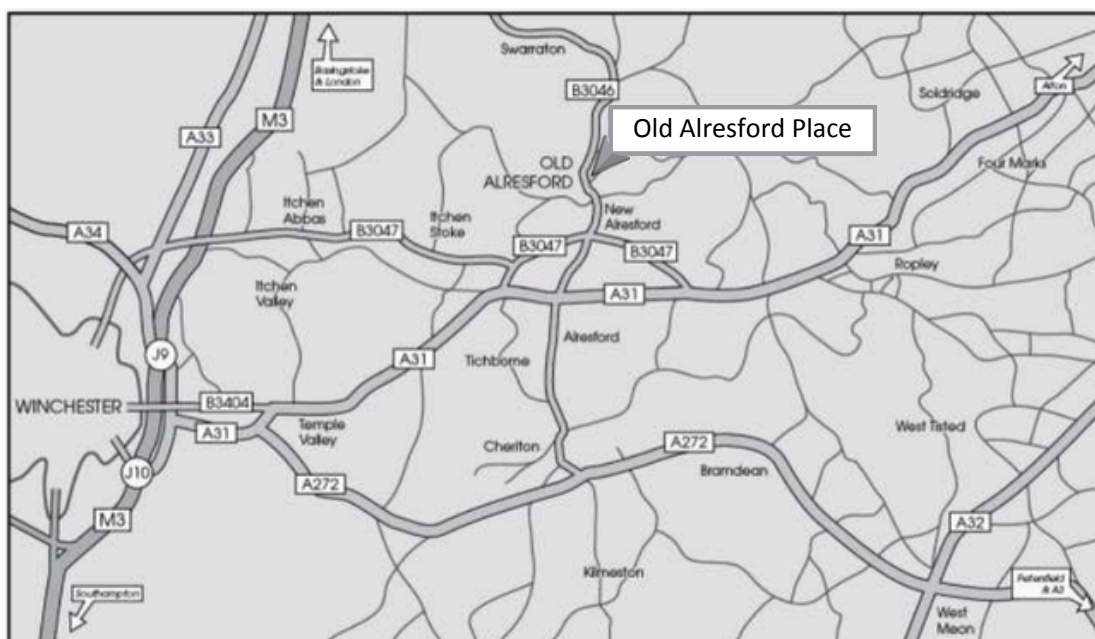 Swarraton
Basingstoke
& London
B3046
Alton
Soldridge
M3
A33
Old Alresford Place
OLD
ALRESFORD
Four Marks
Itchen
Abbas
Itchen
Stoke
New
Alresford
A34
B3047
B3047
B3047
A31
Ropley
Itchen
Valley
A31
Alresford
J9
A31
Tichborne
WINCHESTER
B3404
A31
Temple
Valley
West Tisted
Cheriton
A272
Bramdean
J10
A272
M3
A32
Kilmeston
Southampton
Petersfield
& A3
West
Meon